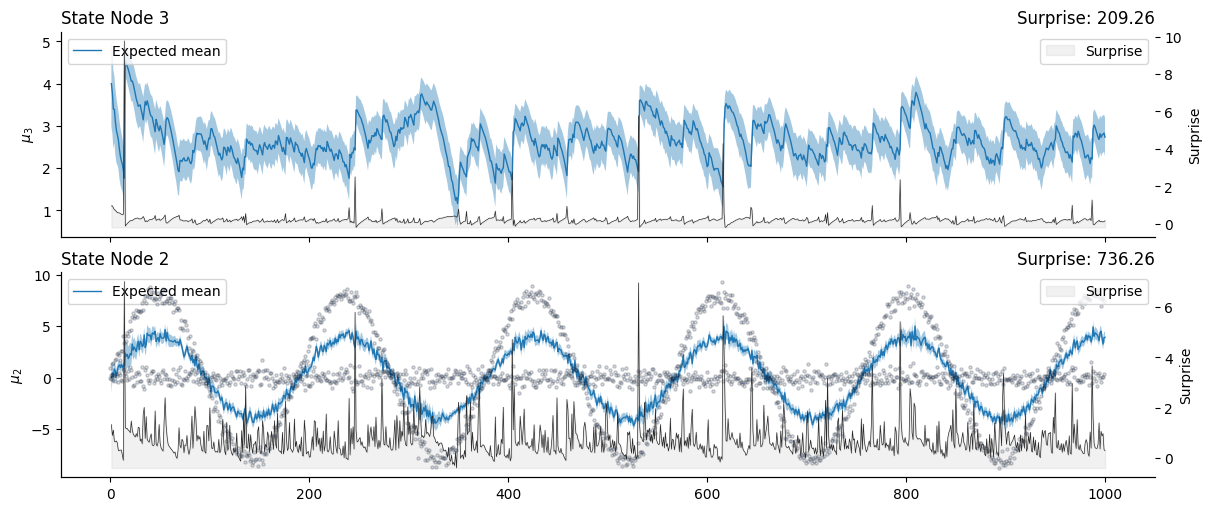 State Node 3
Surprise: 209.26
Expected mean
Surprise
5
4
3
2
1
μ3
10
8
6
4
2
0
Surprise
State Node 2
Surprise: 736.26
Expected mean
Surprise
10
5
0
−5
μ2
6
4
2
0
Surprise
0
200
400
600
800
1000